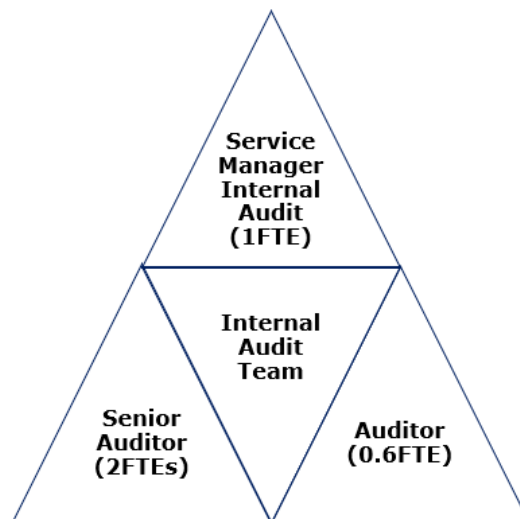 Service
Manager
Internal
Audit
(1FTE)
Internal
Audit
Team
Senior
Auditor
(2FTEs)
Auditor
(0.6FTE)